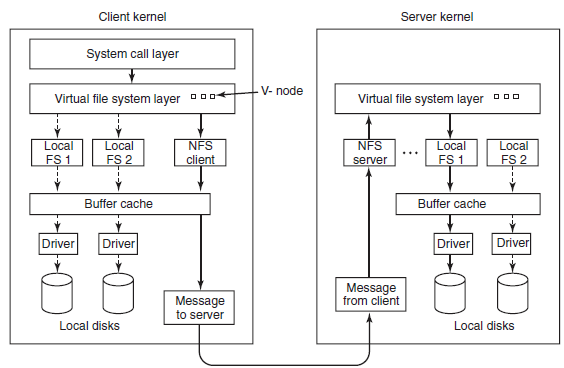 Client kernel
Server kernel
System call layer
Virtual file system layer
V- node
Virtual file system layer
Local
FS 1
Local
FS 2
NFS
client
NFS
server
...
Local
FS 1
Local
FS 2
Buffer cache
Buffer cache
Driver
Driver
Driver
Driver
Message
to server
Message
from client
Local disks
Local disks